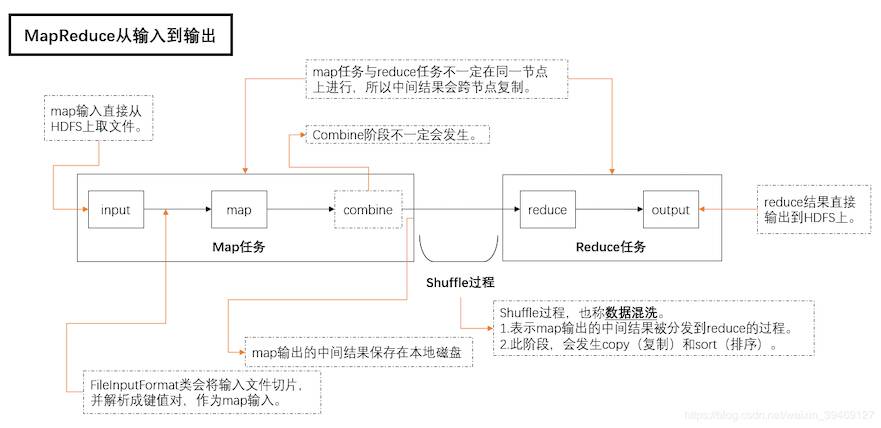 MapReduce从输入到输出
map任务与reduce任务不一定在同一节点
上进行，所以中间结果会跨节点复制。
map输入直接从
HDFS上取文件。
Combine阶段不一定会发生。
input
map
combine
reduce
output
reduce结果直接
输出到HDFS上。
Map任务
Reduce任务
Shuffle过程
Shuffle过程，也称数据混洗。
1.表示map输出的中间结果被分发到reduce的过程。
2.此阶段，会发生copy（复制）和sort（排序）。
map输出的中间结果保存在本地磁盘
FileInputFormat类会将输入文件切片，
并解析成键值对，作为map输入。
https://blog.csdn.net/weixin_39469127